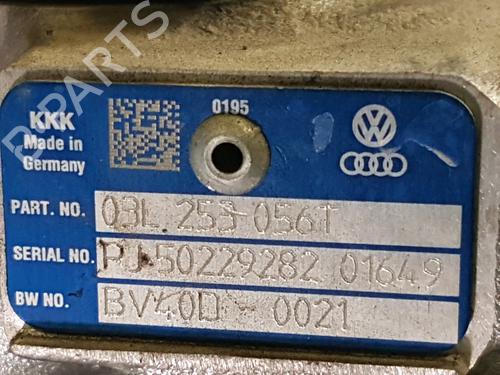 B-PARTS
0195
KKK
Made in
Germany
PART. NO. 03L 253 056T
SERIAL NO. PJ 50229282 01649
BW NO. BV40D - 0021